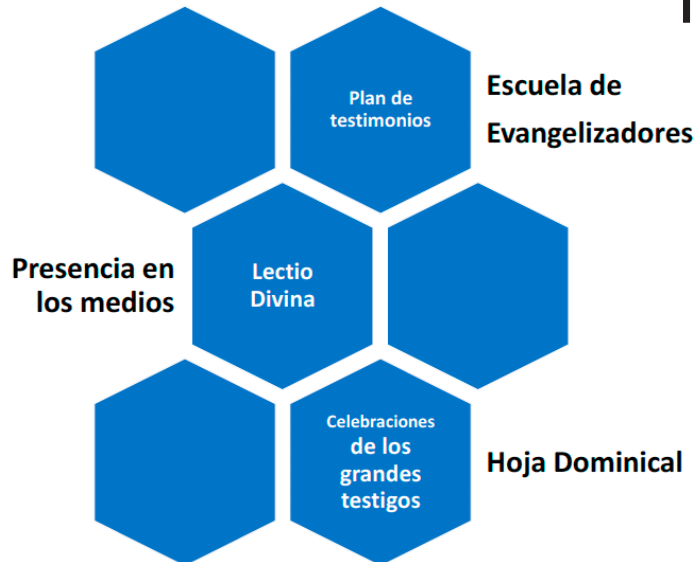 Plan de
testimonios
Escuela de
Evangelizadores
Presencia en
los medios
Lectio
Divina
Celebraciones
de los
grandes
testigos
Hoja Dominical